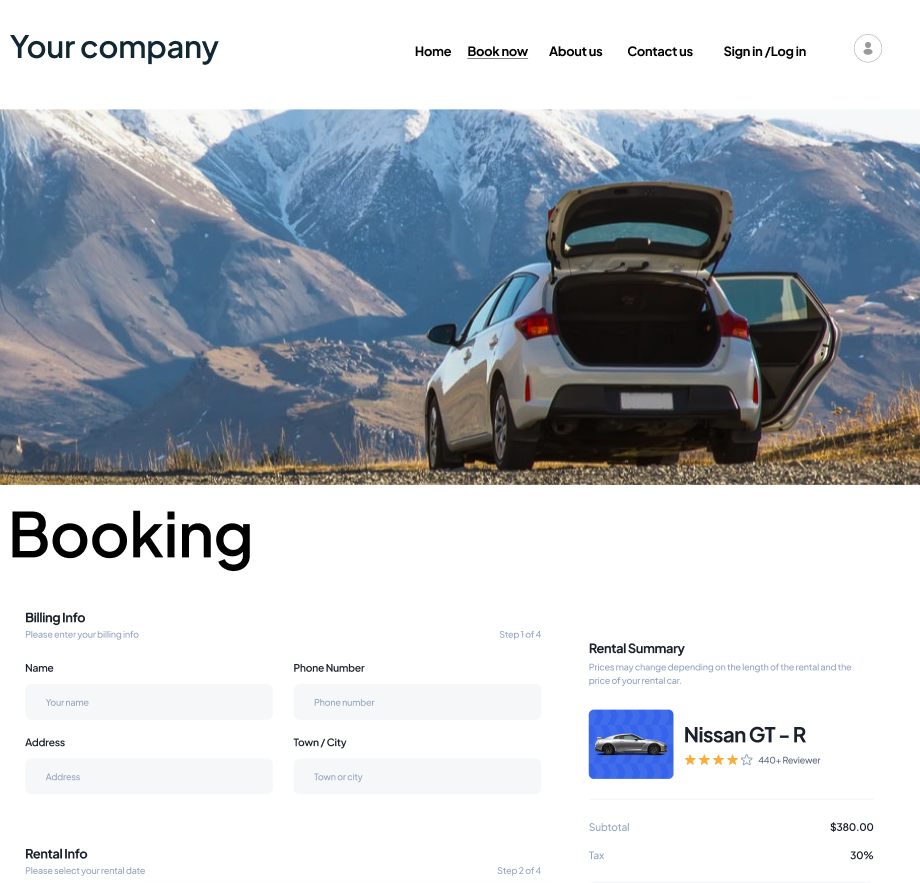 Your company
Home Book now About us Contact us Sign in /Log in
Booking
Billing Info
Please enter your billing info Step 1 of 4
Name Phone Number
Your name Phone number
Address Town / City
Address Town or city
Rental Info
Please select your rental date Step 2 of 4
Rental Summary
Prices may change depending on the length of the rental and the
price of your rental car.
Nissan GT - R
440+ Reviewer
Subtotal $380.00
Tax 30%